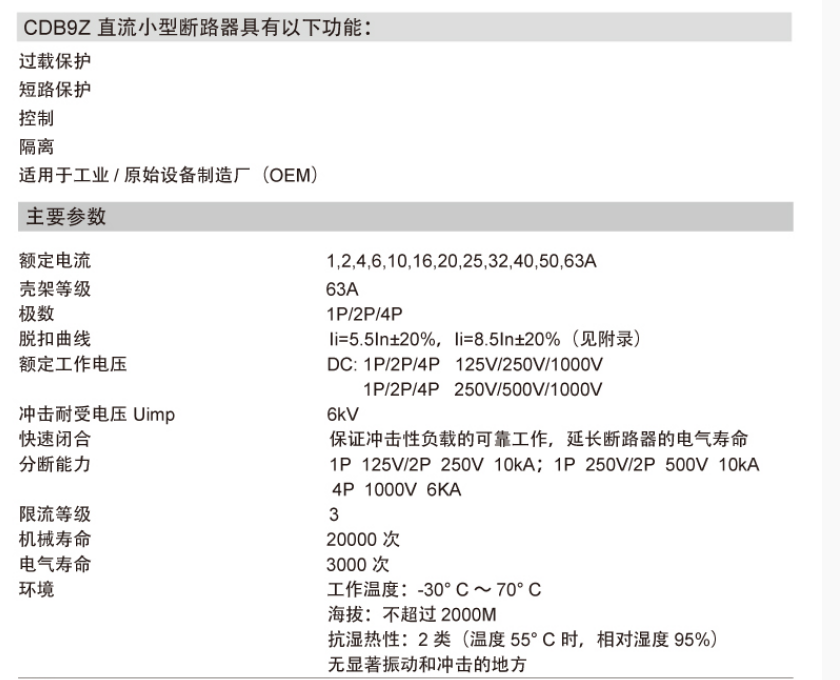 CDB9Z 直流小型断路器具有以下功能：
过载保护
短路保护
控制
隔离
适用于工业 / 原始设备制造厂（OEM）
主要参数
额定电流 1,2,4,6,10,16,20,25,32,40,50,63A
壳架等级 63A
极数 1P/2P/4P
脱扣曲线 Ii=5.5In±20%，Ii=8.5In±20%（见附录）
额定工作电压 DC: 1P/2P/4P 125V/250V/1000V
1P/2P/4P 250V/500V/1000V
冲击耐受电压 Uimp 6kV
快速闭合 保证冲击性负载的可靠工作，延长断路器的电气寿命
分断能力 1P 125V/2P 250V 10kA；1P 250V/2P 500V 10kA
4P 1000V 6KA
限流等级 3
机械寿命 20000 次
电气寿命 3000 次
环境 工作温度：-30° C ～ 70° C
海拔：不超过 2000M
抗湿热性：2 类（温度 55° C 时，相对湿度 95%）
无显著振动和冲击的地方